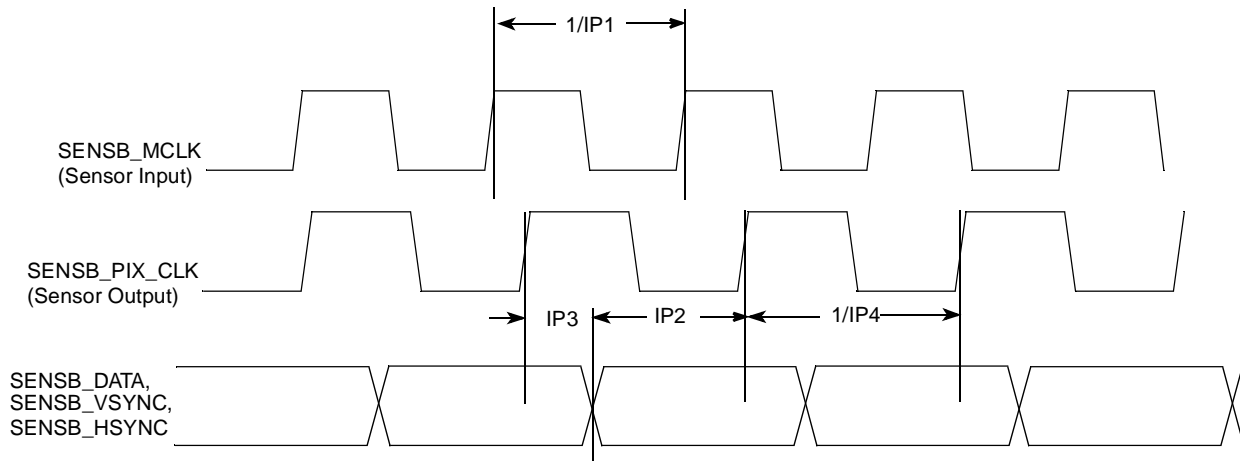 1/IP1
SENSB_MCLK
(Sensor Input)
SENSB_PIX_CLK
(Sensor Output)
IP3
IP2
1/IP4
SENSB_DATA,
SENSB_VSYNC,
SENSB_HSYNC